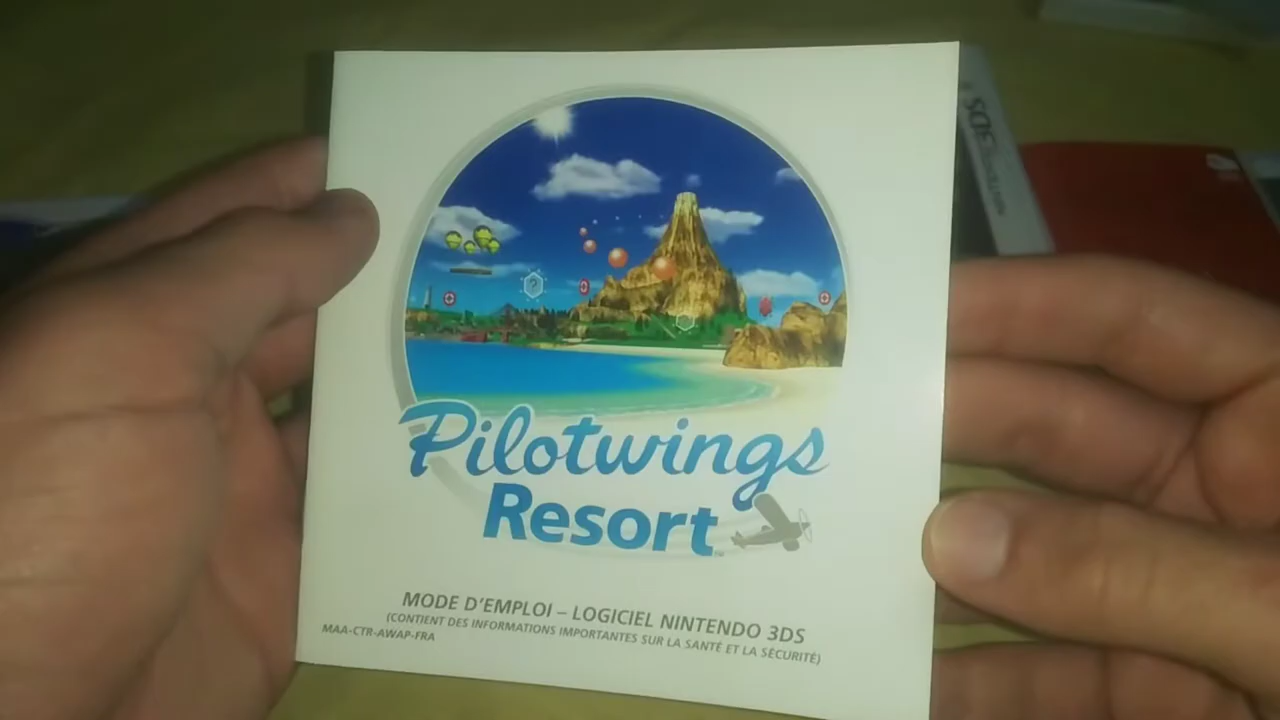 Pilotwings
Resort
MODE D'EMPLOI – LOGICIEL NINTENDO 3DS
(CONTIENT DES INFORMATIONS IMPORTANTES SUR LA SANTÉ ET LA SÉCURITÉ)
MAA-CTR-AWAP-FRA